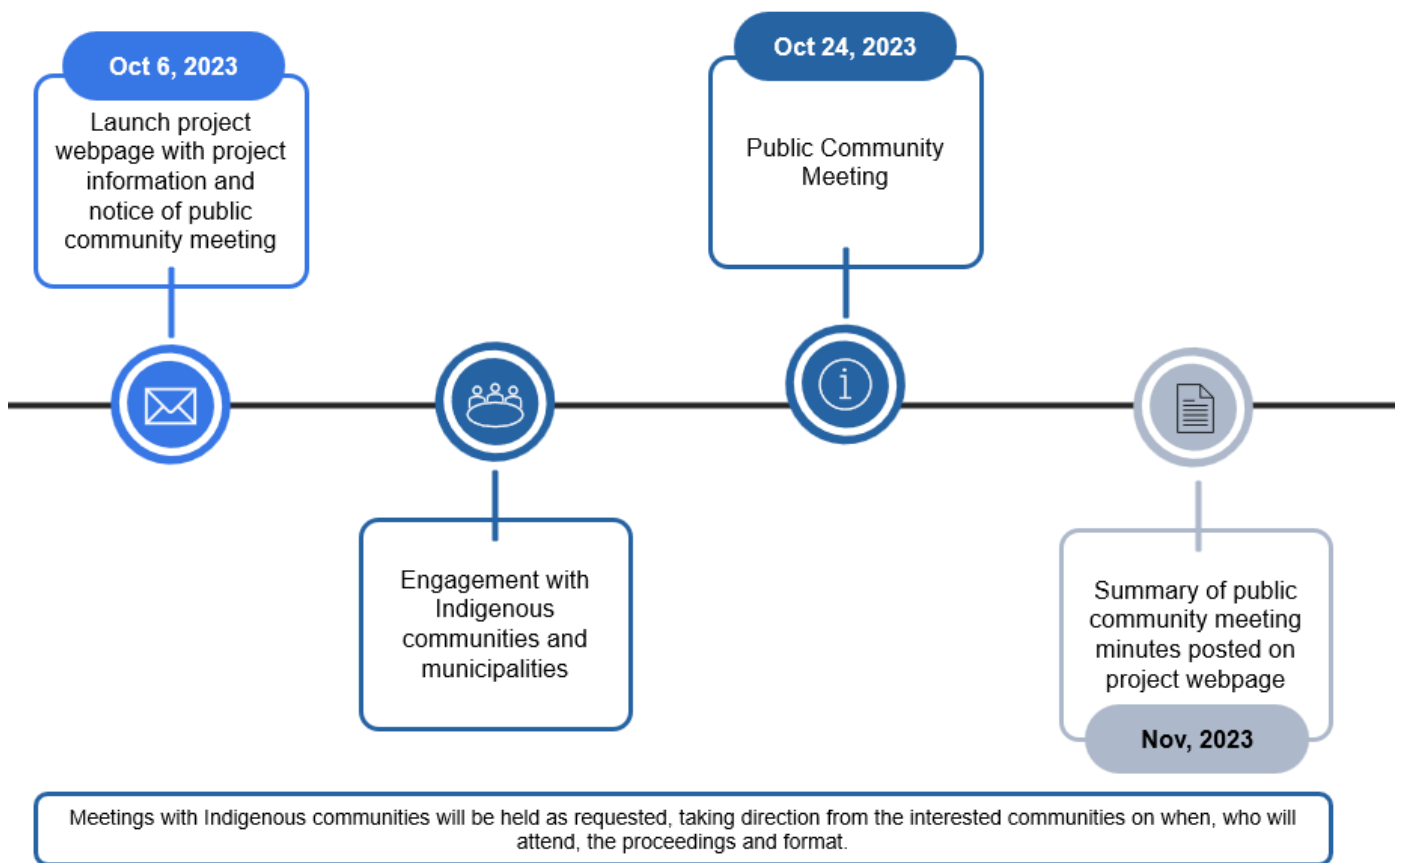 Oct 6, 2023
Launch project
webpage with project
information and
notice of public
community meeting
Engagement with
Indigenous
communities and
municipalities
Oct 24, 2023
Public Community
Meeting
Summary of public
community meeting
minutes posted on
project webpage
Nov, 2023
Meetings with Indigenous communities will be held as requested, taking direction from the interested communities on when, who will
attend, the proceedings and format.